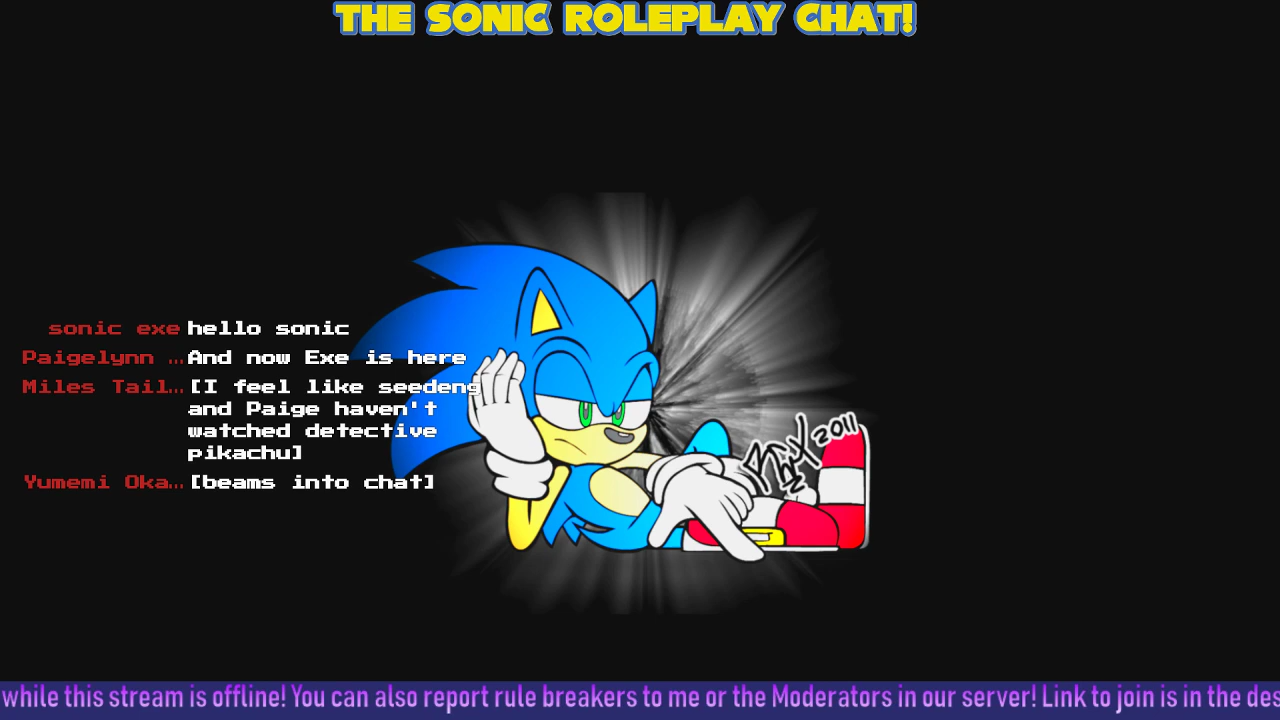 THE SONIC ROLEPLAY CHAT!
sonic exe hello sonic
Paigelynn ... And now Exe is here
Miles Tail... [I feel like seedeng
and Paige haven't
watched detective
pikachu]
Yumemi Oka... [beams into chat]
2011
while this stream is offline! You can also report rule breakers to me or the Moderators in our server! Link to join is in the des